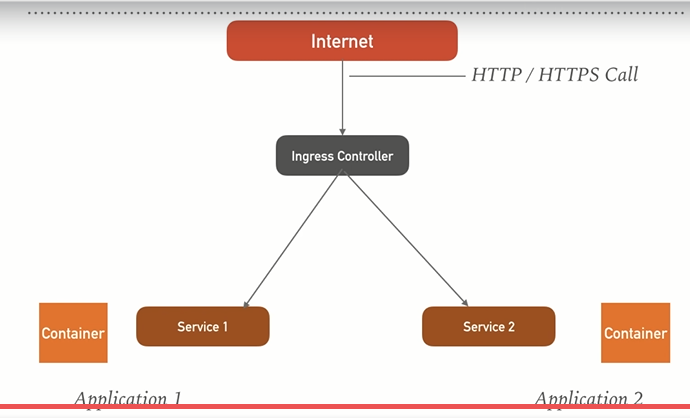 Internet
HTTP / HTTPS Call
Ingress Controller
Container
Service 1
Service 2
Container
Application 1
Application 2